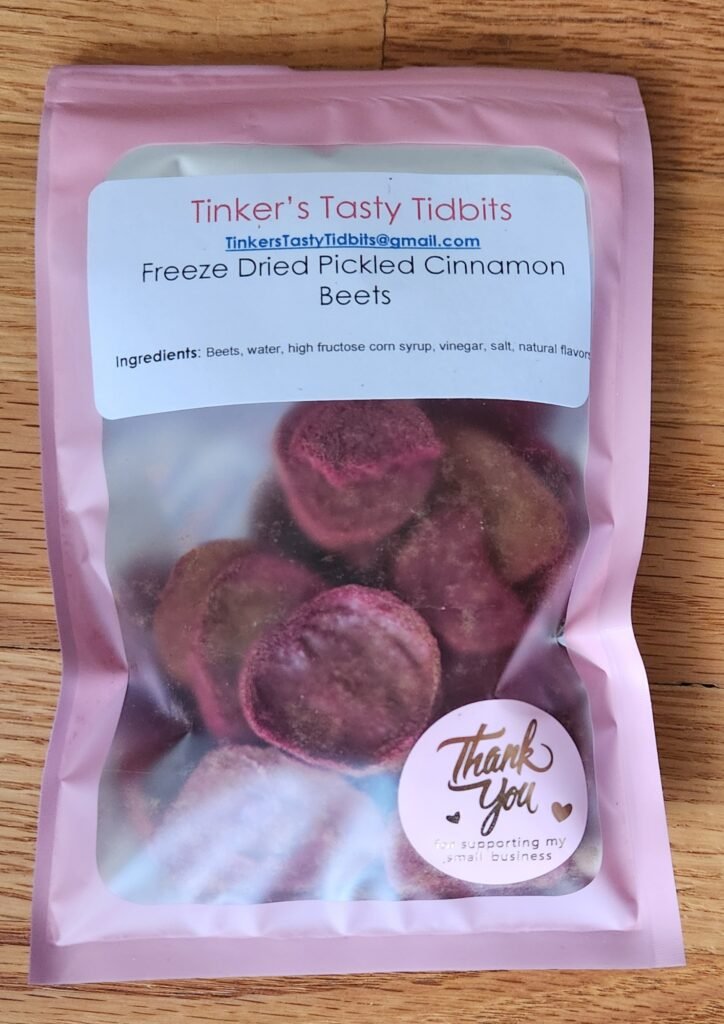 Tinker's Tasty Tidbits
TinkersTastyTidbits@gmail.com
Freeze Dried Pickled Cinnamon
Beets
Ingredients: Beets, water, high fructose corn syrup, vinegar, salt, natural flavors
Thank
you
for supporting my
small business